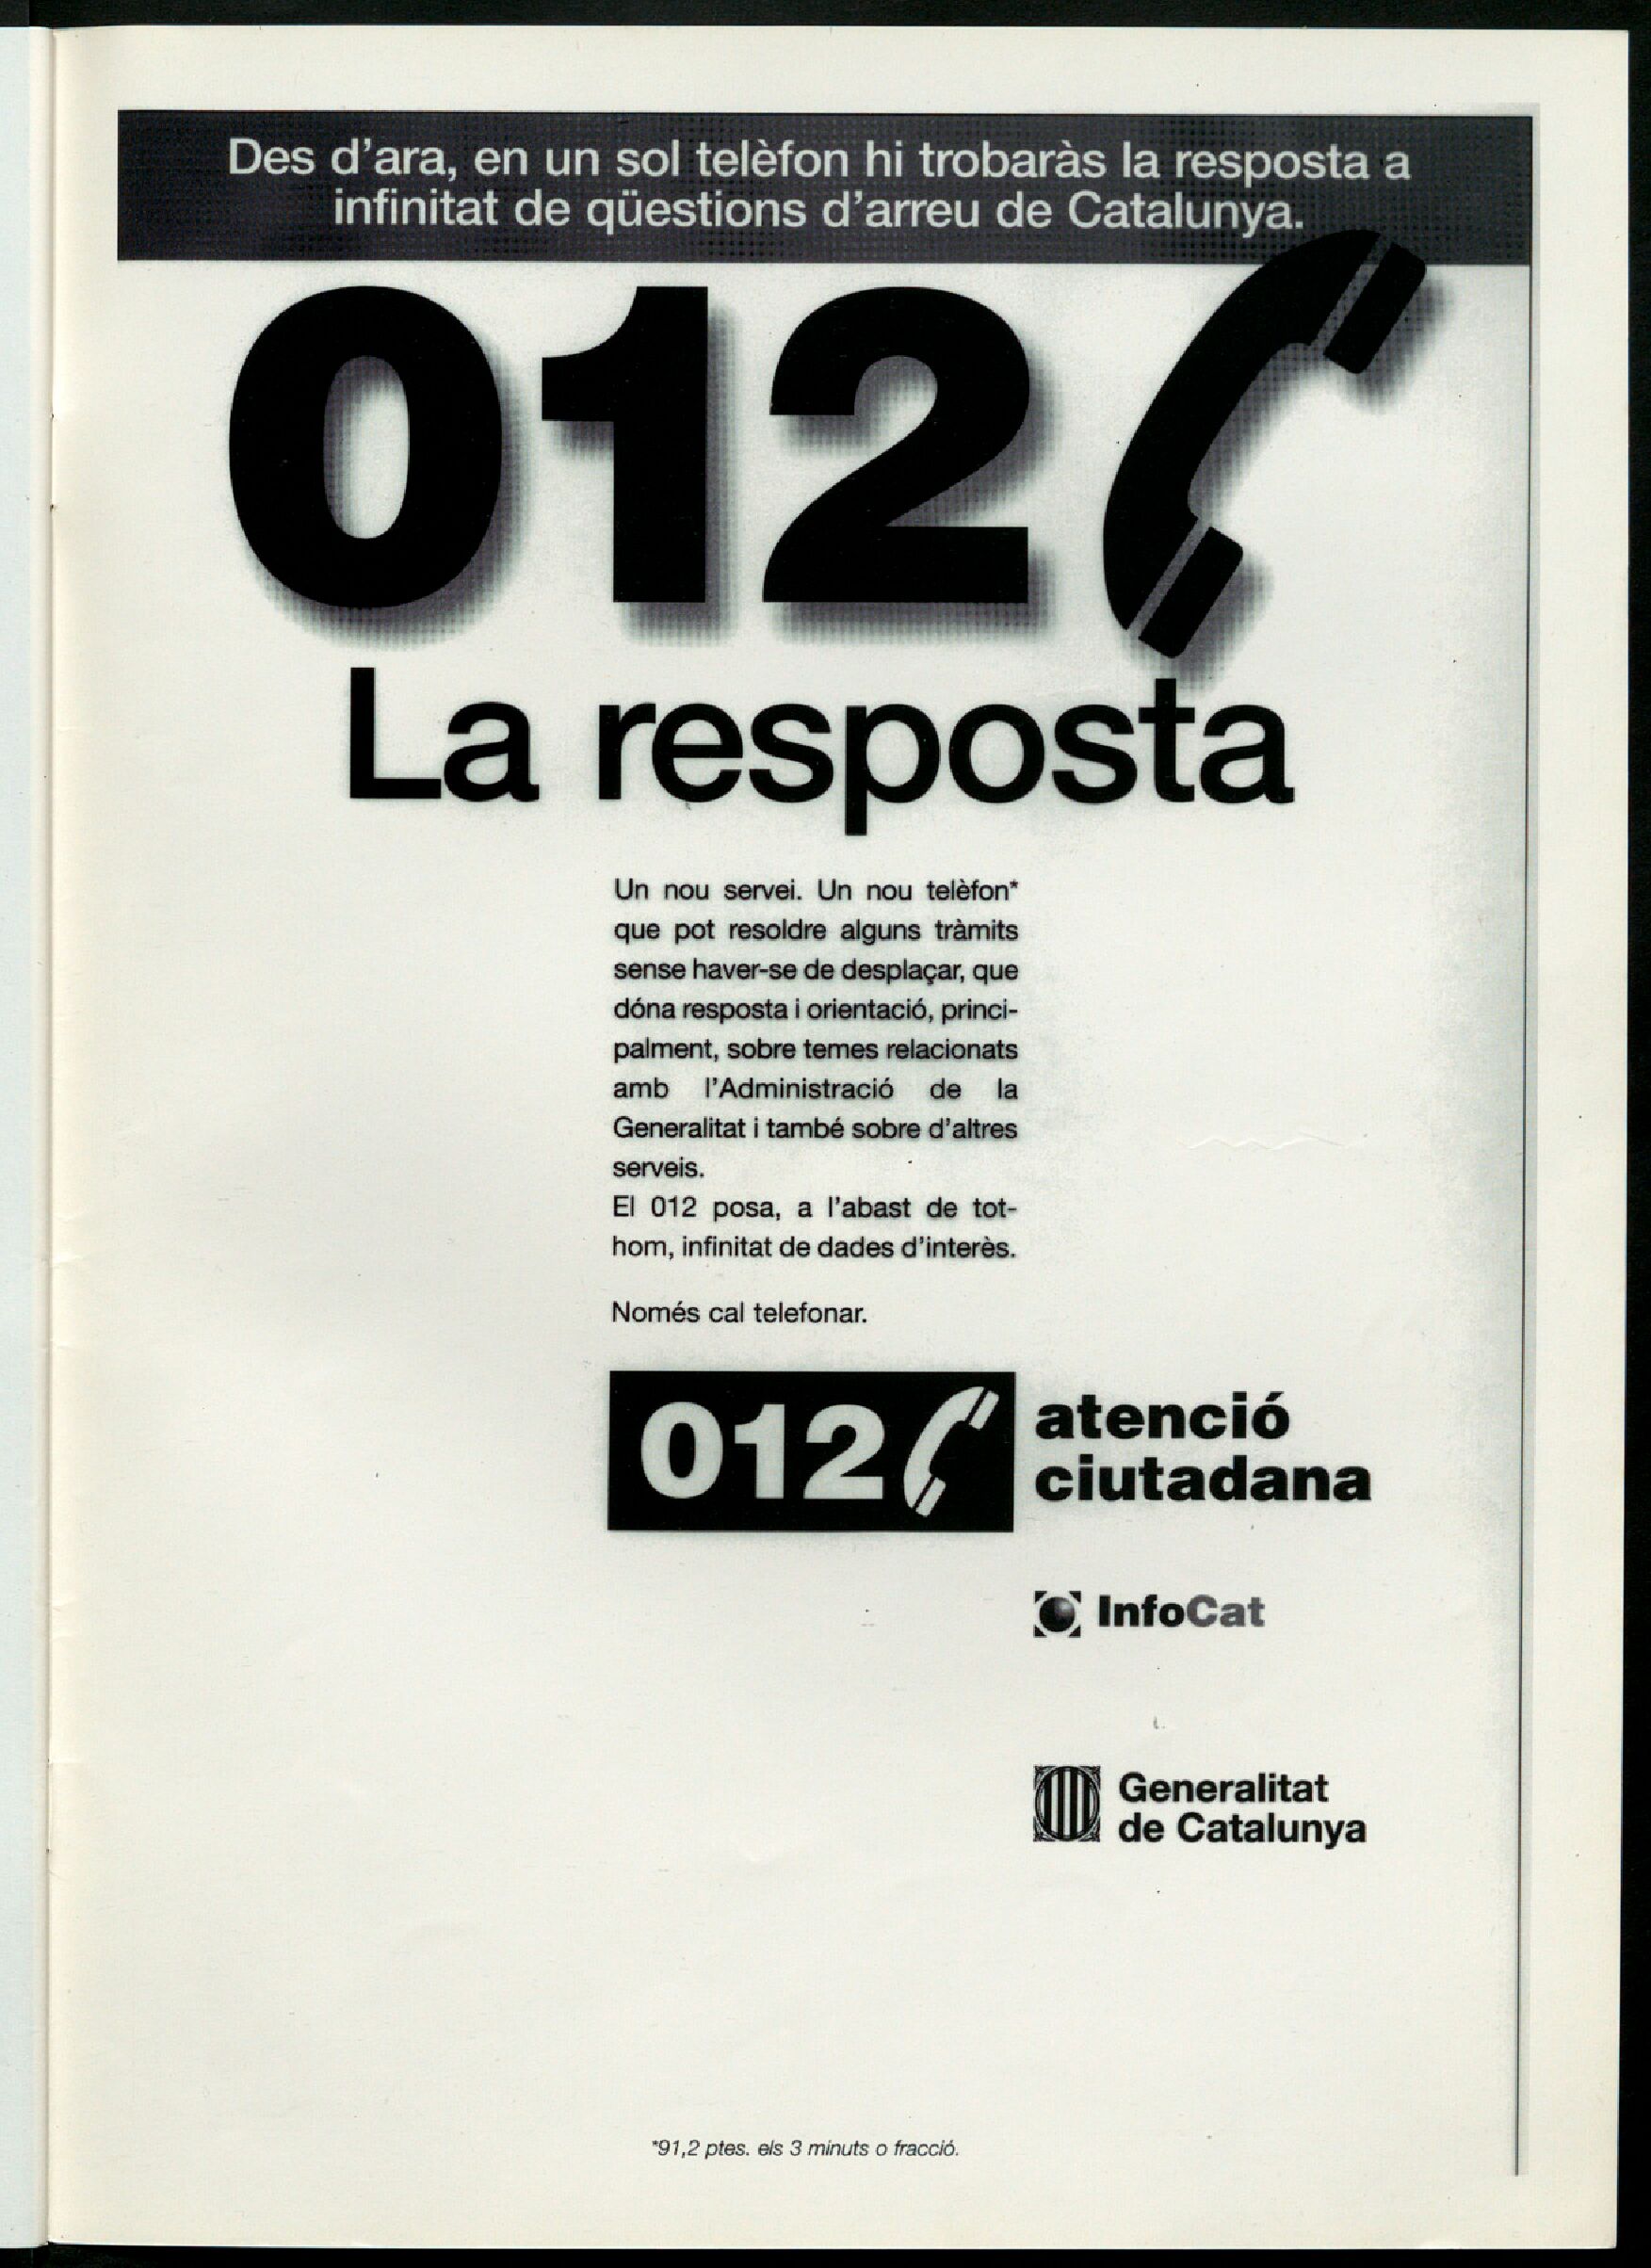 Des d'ara, en un sol telèfon hi trobaràs la resposta a
infinitat de qüestions d'arreu de Catalunya.
012
La resposta
Un nou servei. Un nou telèfon*
que pot resoldre alguns tràmits
sense haver-se de desplaçar, que
dóna resposta i orientació, princi-
palment, sobre temes relacionats
amb l'Administració de la
Generalitat i també sobre d'altres
serveis.
El 012 posa, a l'abast de tot-
hom, infinitat de dades d'interès.
Només cal telefonar.
012
atenció
ciutadana
InfoCat
Generalitat
de Catalunya
*91,2 ptes. els 3 minuts o fracció.